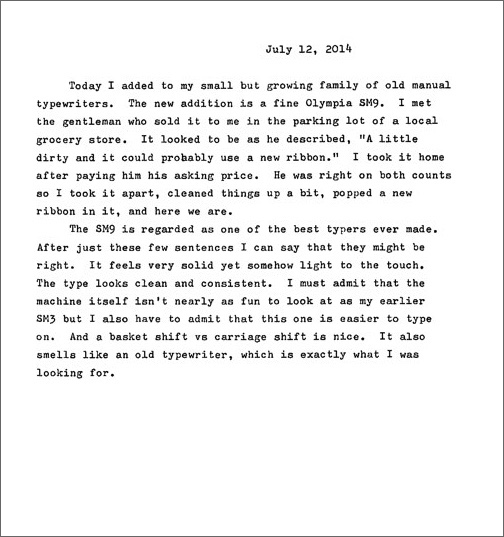 July 12, 2014
Today I added to my small but growing family of old manual
typewriters.  The new addition is a fine Olympia SM9.  I met
the gentleman who sold it to me in the parking lot of a local
grocery store.  It looked to be as he described, "A little
dirty and it could probably use a new ribbon."  I took it home
after paying him his asking price.  He was right on both counts
so I took it apart, cleaned things up a bit, popped a new
ribbon in it, and here we are.
The SM9 is regarded as one of the best typers ever made.
After just these few sentences I can say that they might be
right.  It feels very solid yet somehow light to the touch.
The type looks clean and consistent.  I must admit that the
machine itself isn't nearly as fun to look at as my earlier
SM3 but I also have to admit that this one is easier to type
on.  And a basket shift vs carriage shift is nice.  It also
smells like an old typewriter, which is exactly what I was
looking for.